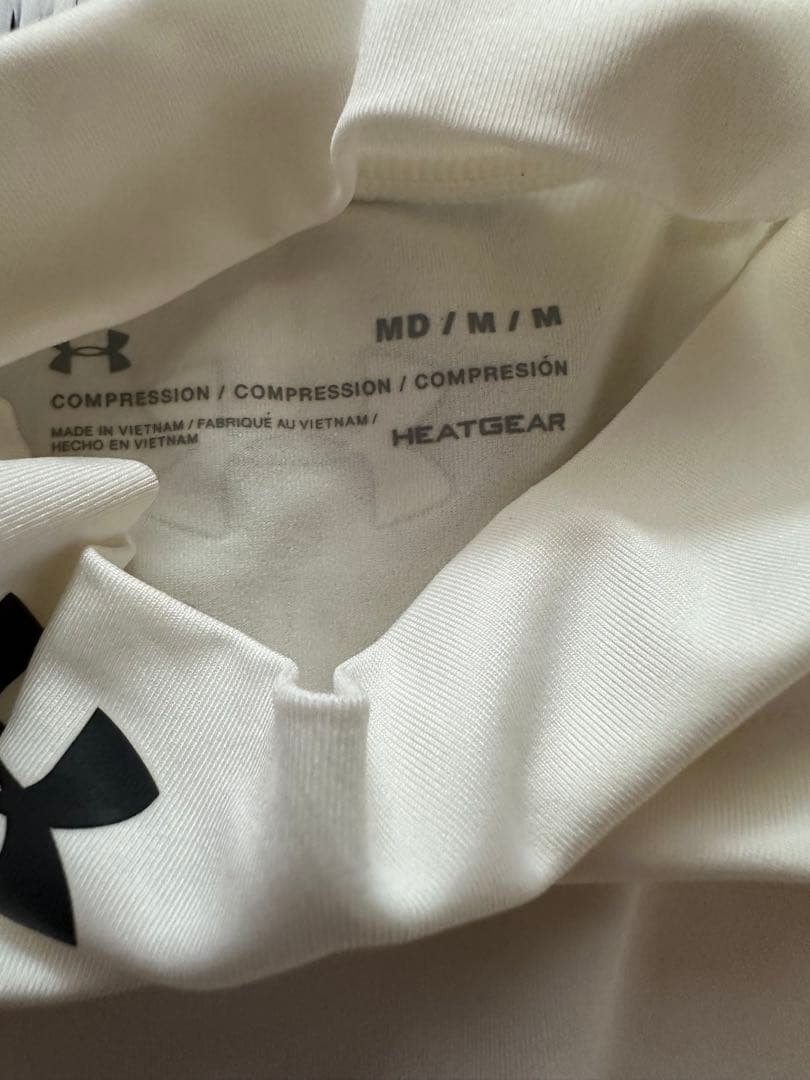 MD / M / M
COMPRESSION / COMPRESSION / COMPRESIÓN
MADE IN VIETNAM / FABRIQUÉ AU VIETNAM /
HECHO EN VIETNAM
HEATGEAR